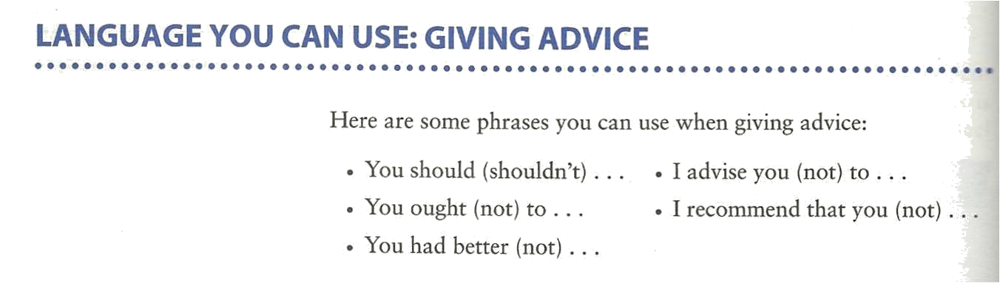 LANGUAGE YOU CAN USE: GIVING ADVICE
Here are some phrases you can use when giving advice:
• You should (shouldn't) . . .
• You ought (not) to . . .
• You had better (not) . . .
• I advise you (not) to . . .
• I recommend that you (not) . . .